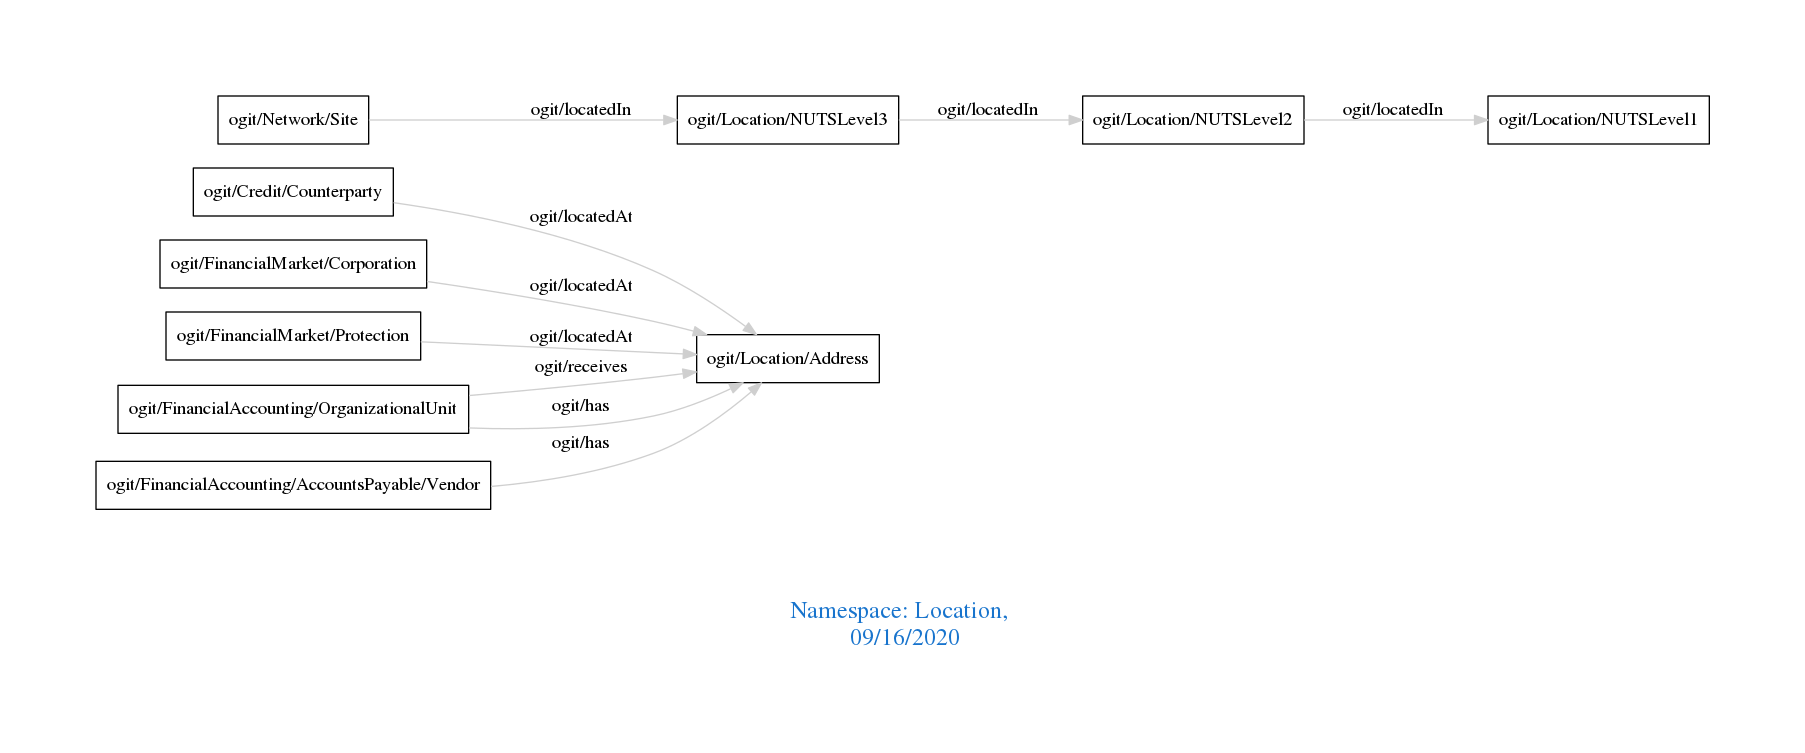 ogit/Network/Site
ogit/locatedIn
ogit/Location/NUTSLevel3
ogit/locatedIn
ogit/Location/NUTSLevel2
ogit/locatedIn
ogit/Location/NUTSLevel1
ogit/Credit/Counterparty
ogit/locatedAt
ogit/FinancialMarket/Corporation
ogit/locatedAt
ogit/FinancialMarket/Protection
ogit/locatedAt
ogit/Location/Address
ogit/receives
ogit/FinancialAccounting/OrganizationalUnit
ogit/has
ogit/has
ogit/FinancialAccounting/AccountsPayable/Vendor
Namespace: Location,
09/16/2020